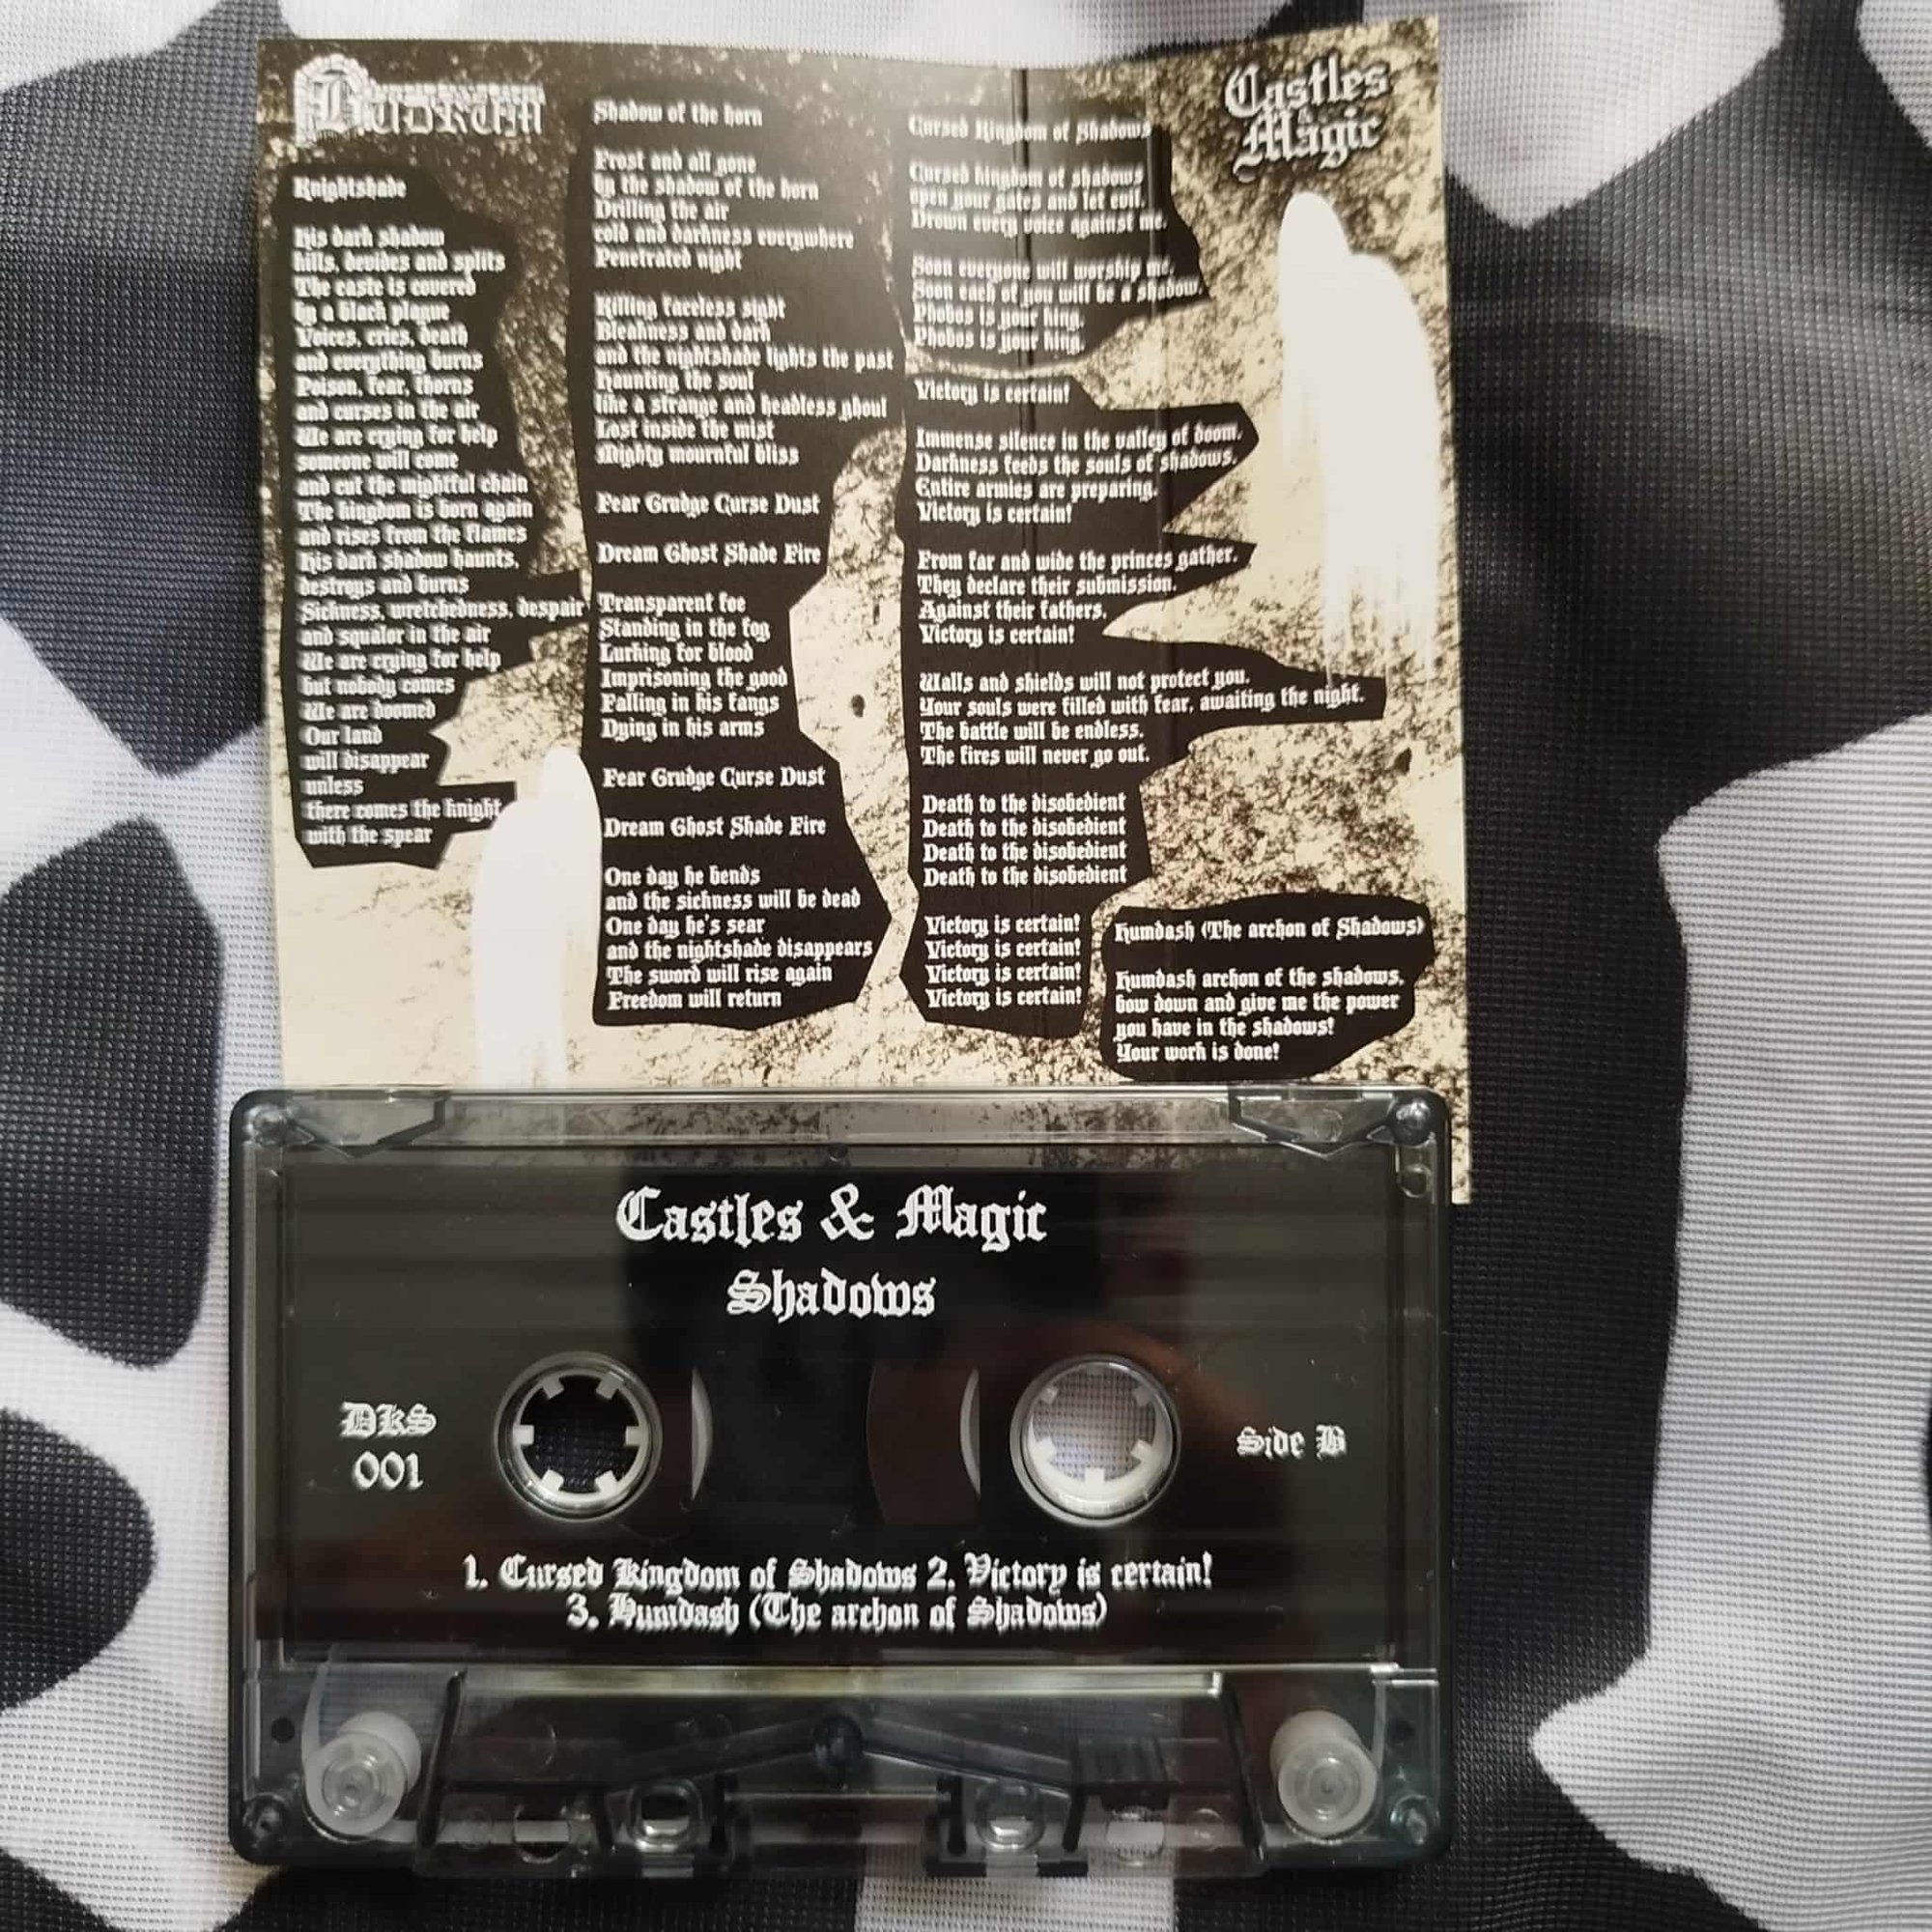 Budrum
Knightshade
His dark shadow
kills, devides and splits
The caste is covered
by a black plague
Voices, cries, death
and everything burns
Poison, fear, thorns
and curses in the air
We are crying for help
someone will come
and cut the mightful chain
The kingdom is born again
and rises from the flames
His dark shadow haunts,
destroys and burns
Sickness, wretchedness, despair
and squalor in the air
We are crying for help
but nobody comes
We are doomed
Our land
will disappear
unless
there comes the knight
with the spear
Shadow of the horn
Frost and all gone
by the shadow of the horn
Drilling the air
cold and darkness everywhere
Penetrated night
Killing faceless sight
Bleakness and dark
and the nightshade lights the past
Haunting the soul
like a strange and headless ghoul
Lost inside the mist
Mighty mournful bliss
Fear Grudge Curse Dust
Dream Ghost Shade Fire
Transparent foe
Standing in the fog
Lurking for blood
Imprisoning the good
Falling in his fangs
Dying in his arms
Fear Grudge Curse Dust
Dream Ghost Shade Fire
One day he bends
and the sickness will be dead
One day he's sear
and the nightshade disappears
The sword will rise again
Freedom will return
Cursed Kingdom of Shadows
Cursed kingdom of shadows
open your gates and let evil.
Drown every voice against me.
Soon everyone will worship me.
Soon each of you will be a shadow.
Phobos is your king.
Phobos is your king.
Victory is certain!
Immense silence in the valley of doom.
Darkness feeds the souls of shadows.
Entire armies are preparing.
Victory is certain!
From far and wide the princes gather.
They declare their submission.
Against their fathers.
Victory is certain!
Walls and shields will not protect you.
Your souls were filled with fear, awaiting the night.
The battle will be endless.
The fires will never go out.
Death to the disobedient
Death to the disobedient
Death to the disobedient
Death to the disobedient
Victory is certain!
Victory is certain!
Victory is certain!
Victory is certain!
Castles
&
Magic
Humdash (The archon of Shadows)
Humdash archon of the shadows,
bow down and give me the power
you have in the shadows!
Your work is done!
Castles & Magic
Shadows
DKS
001
Side B
1. Cursed Kingdom of Shadows 2. Victory is certain!
3. Humdash (The archon of Shadows)